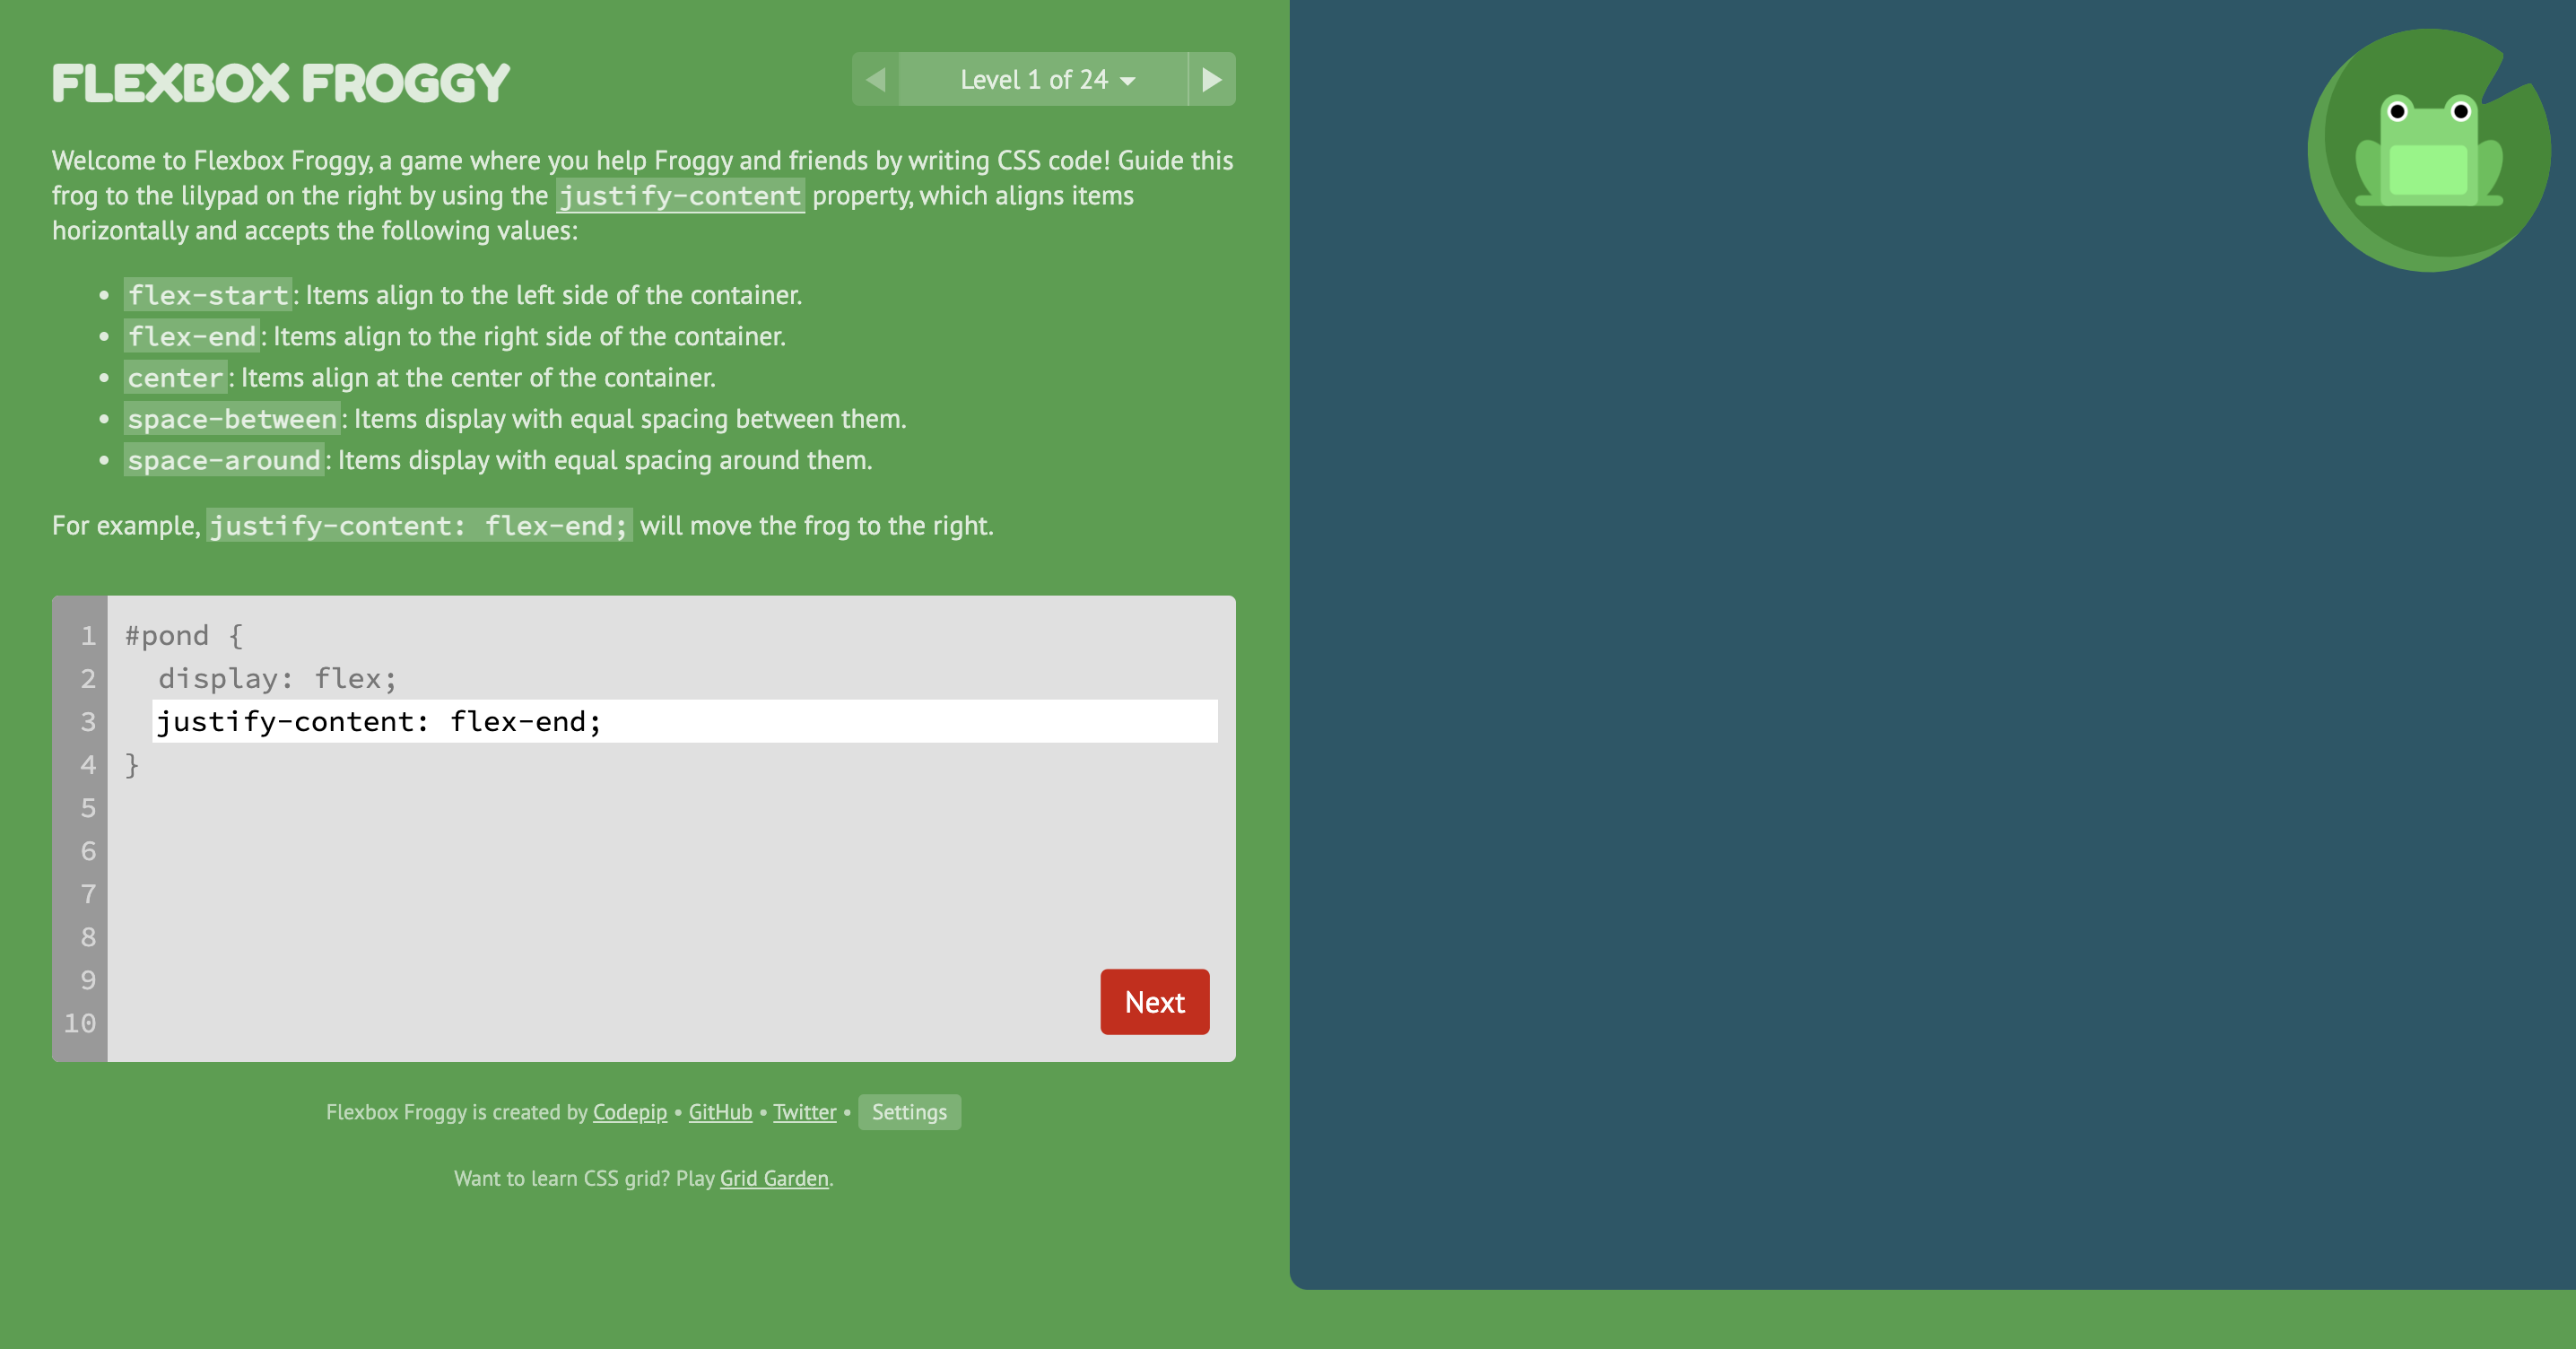 FLEXBOX FROGGY
Level 1 of 24
Welcome to Flexbox Froggy, a game where you help Froggy and friends by writing CSS code! Guide this
frog to the lilypad on the right by using the justify-content property, which aligns items
horizontally and accepts the following values:
• flex-start: Items align to the left side of the container.
• flex-end: Items align to the right side of the container.
• center: Items align at the center of the container.
• space-between: Items display with equal spacing between them.
• space-around: Items display with equal spacing around them.
For example, justify-content: flex-end; will move the frog to the right.
1 #pond {
2 display: flex;
3 justify-content: flex-end;
4 }
5
6
7
8
9
10
Next
Flexbox Froggy is created by Codepip • GitHub • Twitter • Settings
Want to learn CSS grid? Play Grid Garden.